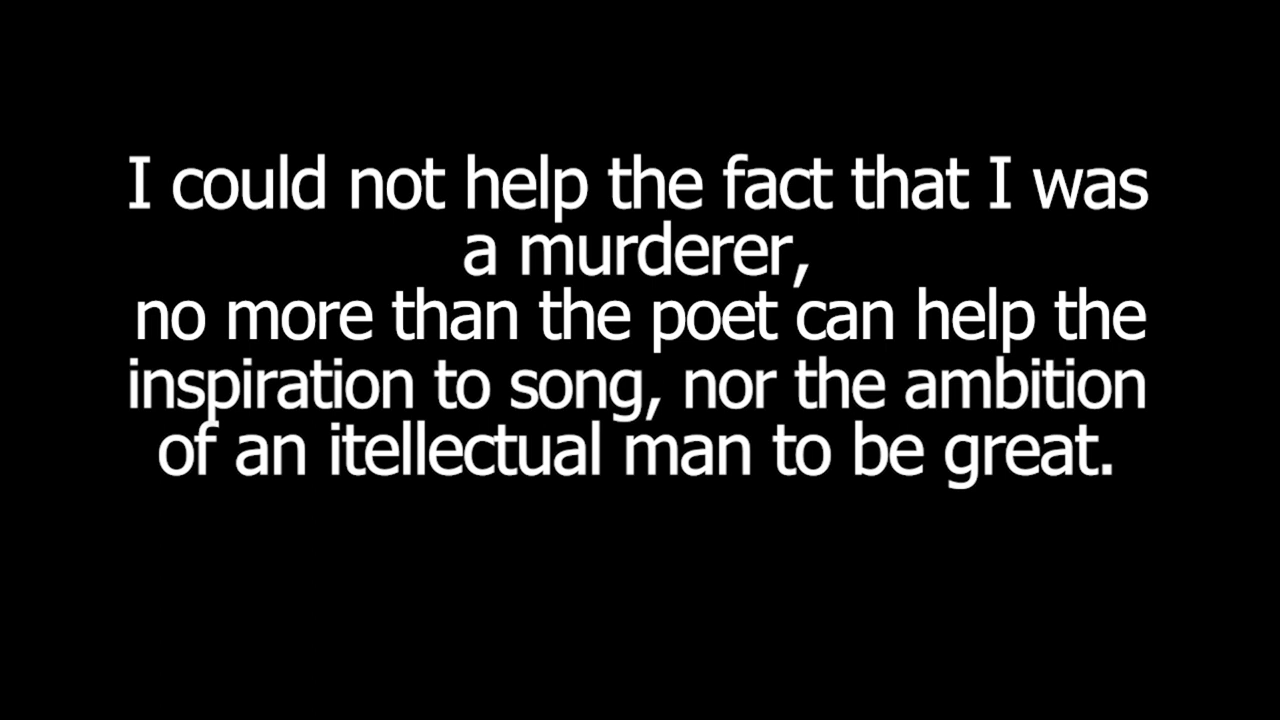 I could not help the fact that I was
a murderer,
no more than the poet can help the
inspiration to song, nor the ambition
of an itellectual man to be great.